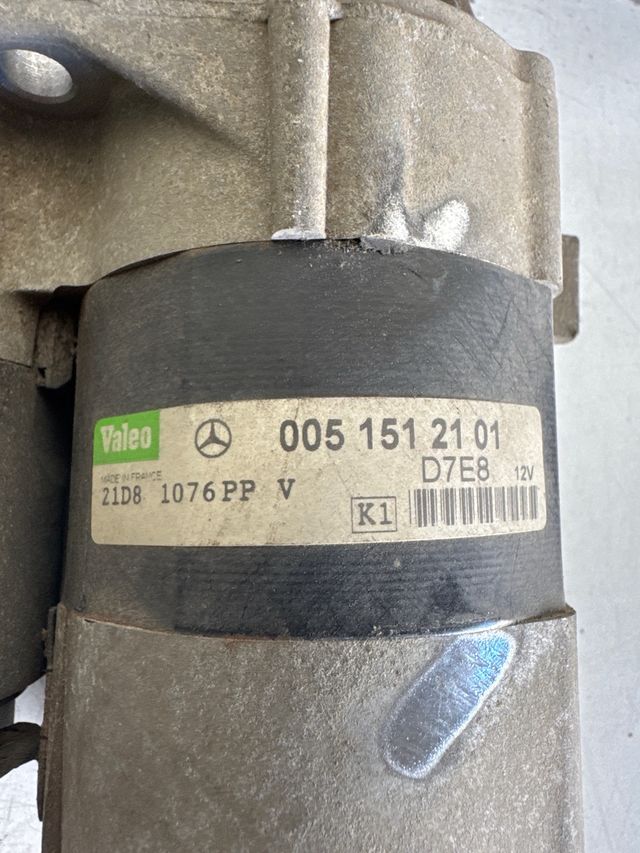 Valeo 005 151 21 01
MADE IN FRANCE D7E8 12V
21D8 1076PP V
K1